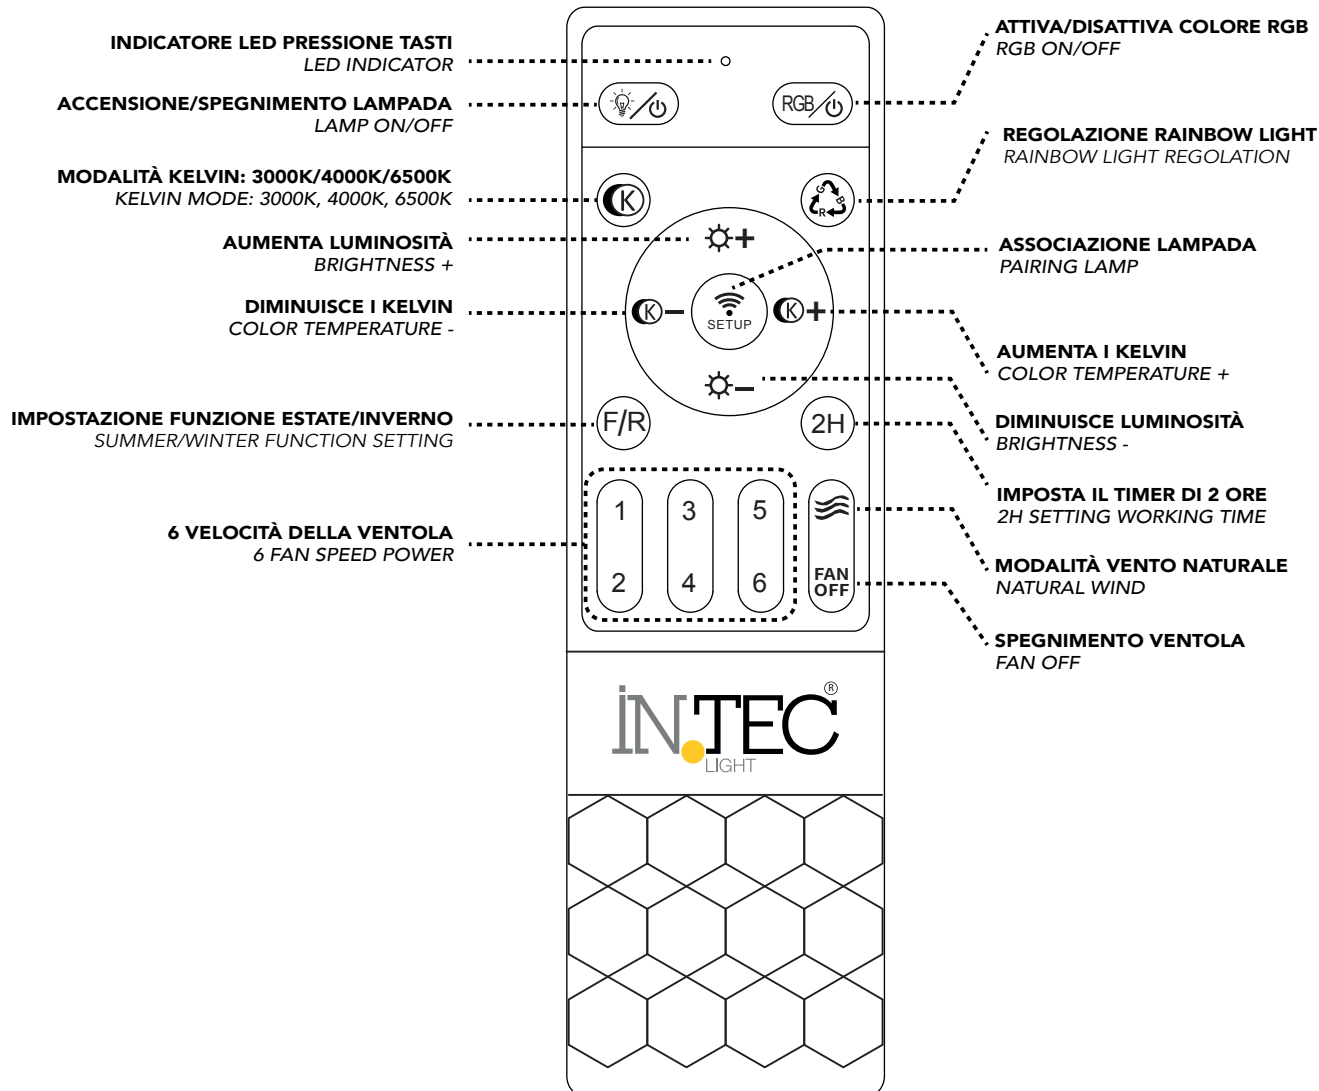 INDICATORE LED PRESSIONE TASTI
LED INDICATOR
ACCENSIONE/SPEGNIMENTO LAMPADA
LAMP ON/OFF
MODALITÀ KELVIN: 3000K/4000K/6500K
KELVIN MODE: 3000K, 4000K, 6500K
AUMENTA LUMINOSITÀ
BRIGHTNESS +
DIMINUISCE I KELVIN
COLOR TEMPERATURE -
IMPOSTAZIONE FUNZIONE ESTATE/INVERNO
SUMMER/WINTER FUNCTION SETTING
6 VELOCITÀ DELLA VENTOLA
6 FAN SPEED POWER
RGB/
K
G
B
R
+
K-
SETUP
K+
-
F/R
2H
1 3 5
2 4 6
FAN
OFF
iN.TEC®
LIGHT
ATTIVA/DISATTIVA COLORE RGB
RGB ON/OFF
REGOLAZIONE RAINBOW LIGHT
RAINBOW LIGHT REGOLATION
ASSOCIAZIONE LAMPADA
PAIRING LAMP
AUMENTA I KELVIN
COLOR TEMPERATURE +
DIMINUISCE LUMINOSITÀ
BRIGHTNESS -
IMPOSTA IL TIMER DI 2 ORE
2H SETTING WORKING TIME
MODALITÀ VENTO NATURALE
NATURAL WIND
SPEGNIMENTO VENTOLA
FAN OFF